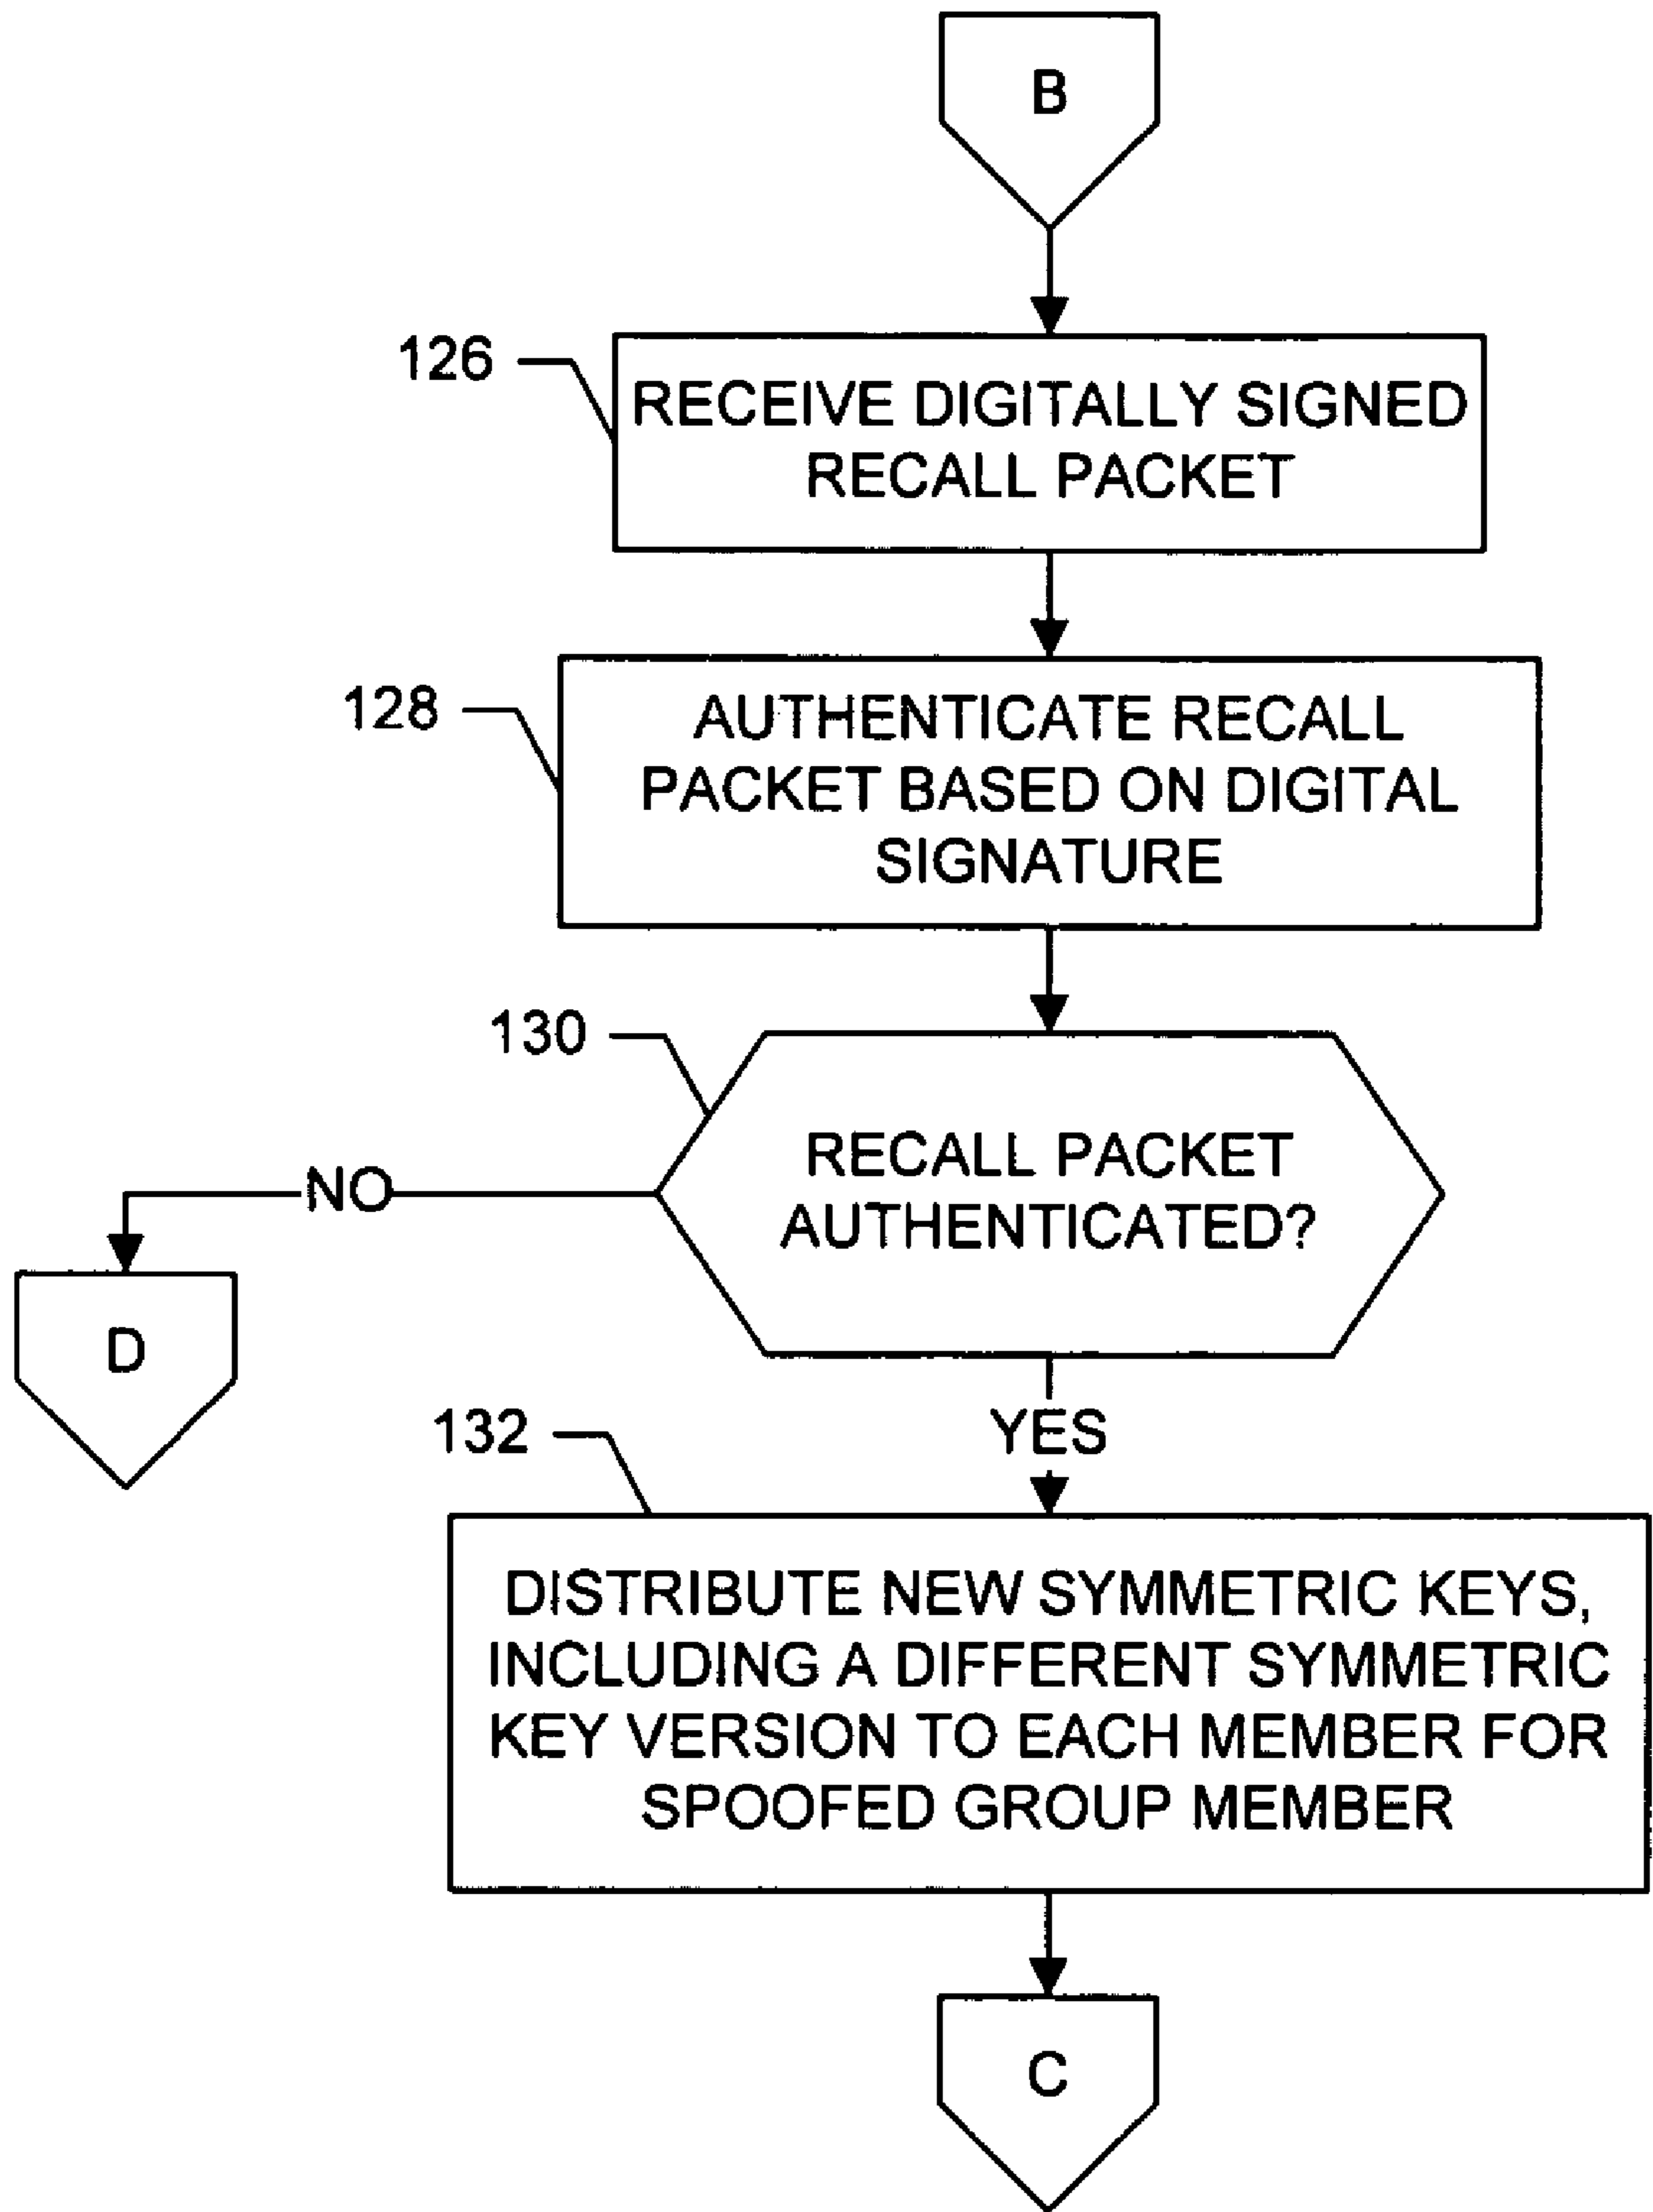 B
126
RECEIVE DIGITALLY SIGNED
RECALL PACKET
128
AUTHENTICATE RECALL
PACKET BASED ON DIGITAL
SIGNATURE
130
RECALL PACKET
AUTHENTICATED?
NO
D
YES
132
DISTRIBUTE NEW SYMMETRIC KEYS,
INCLUDING A DIFFERENT SYMMETRIC
KEY VERSION TO EACH MEMBER FOR
SPOOFED GROUP MEMBER
C